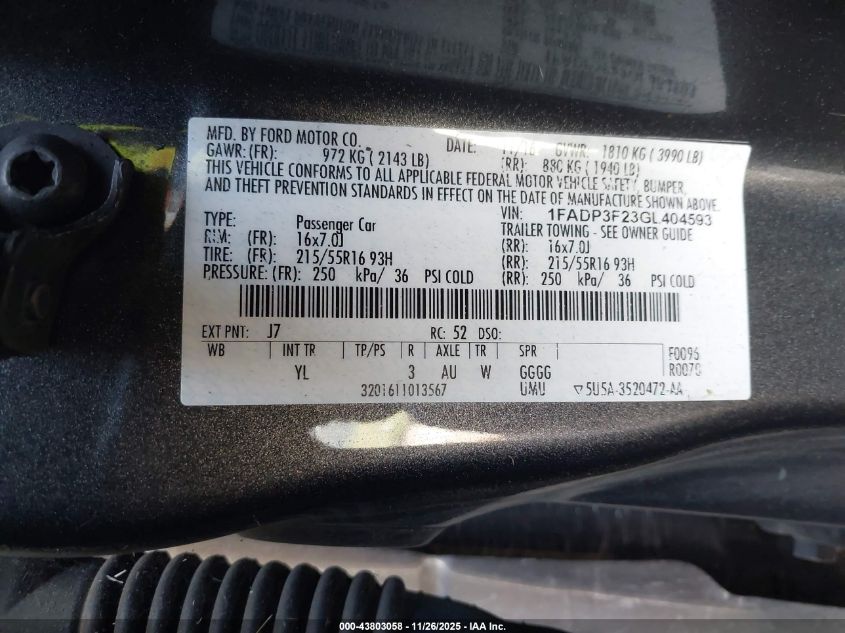 MFD. BY FORD MOTOR CO. DATE: GVWR: 1810 KG ( 3990 LB)
GAWR: (FR): 972 KG ( 2143 LB) (RR): 880 KG ( 1940 LB)
THIS VEHICLE CONFORMS TO ALL APPLICABLE FEDERAL MOTOR VEHICLE SAFETY, BUMPER,
AND THEFT PREVENTION STANDARDS IN EFFECT ON THE DATE OF MANUFACTURE SHOWN ABOVE.
VIN: 1FADP3F23GL404593
TYPE: Passenger Car TRAILER TOWING - SEE OWNER GUIDE
RIM: (FR): 16x7.0J (RR): 16x7.0J
TIRE: (FR): 215/55R16 93H (RR): 215/55R16 93H
PRESSURE: (FR): 250 kPa/ 36 PSI COLD (RR): 250 kPa/ 36 PSI COLD
EXT PNT: J7 RC: 52 DSO:
WB INT TR TP/PS R AXLE TR SPR F0096
YL 3 AU W GGGG R0070
3201611013567 UMU ▽5U5A-3520472-AA
000-43803058 - 11/26/2025 - IAA Inc.